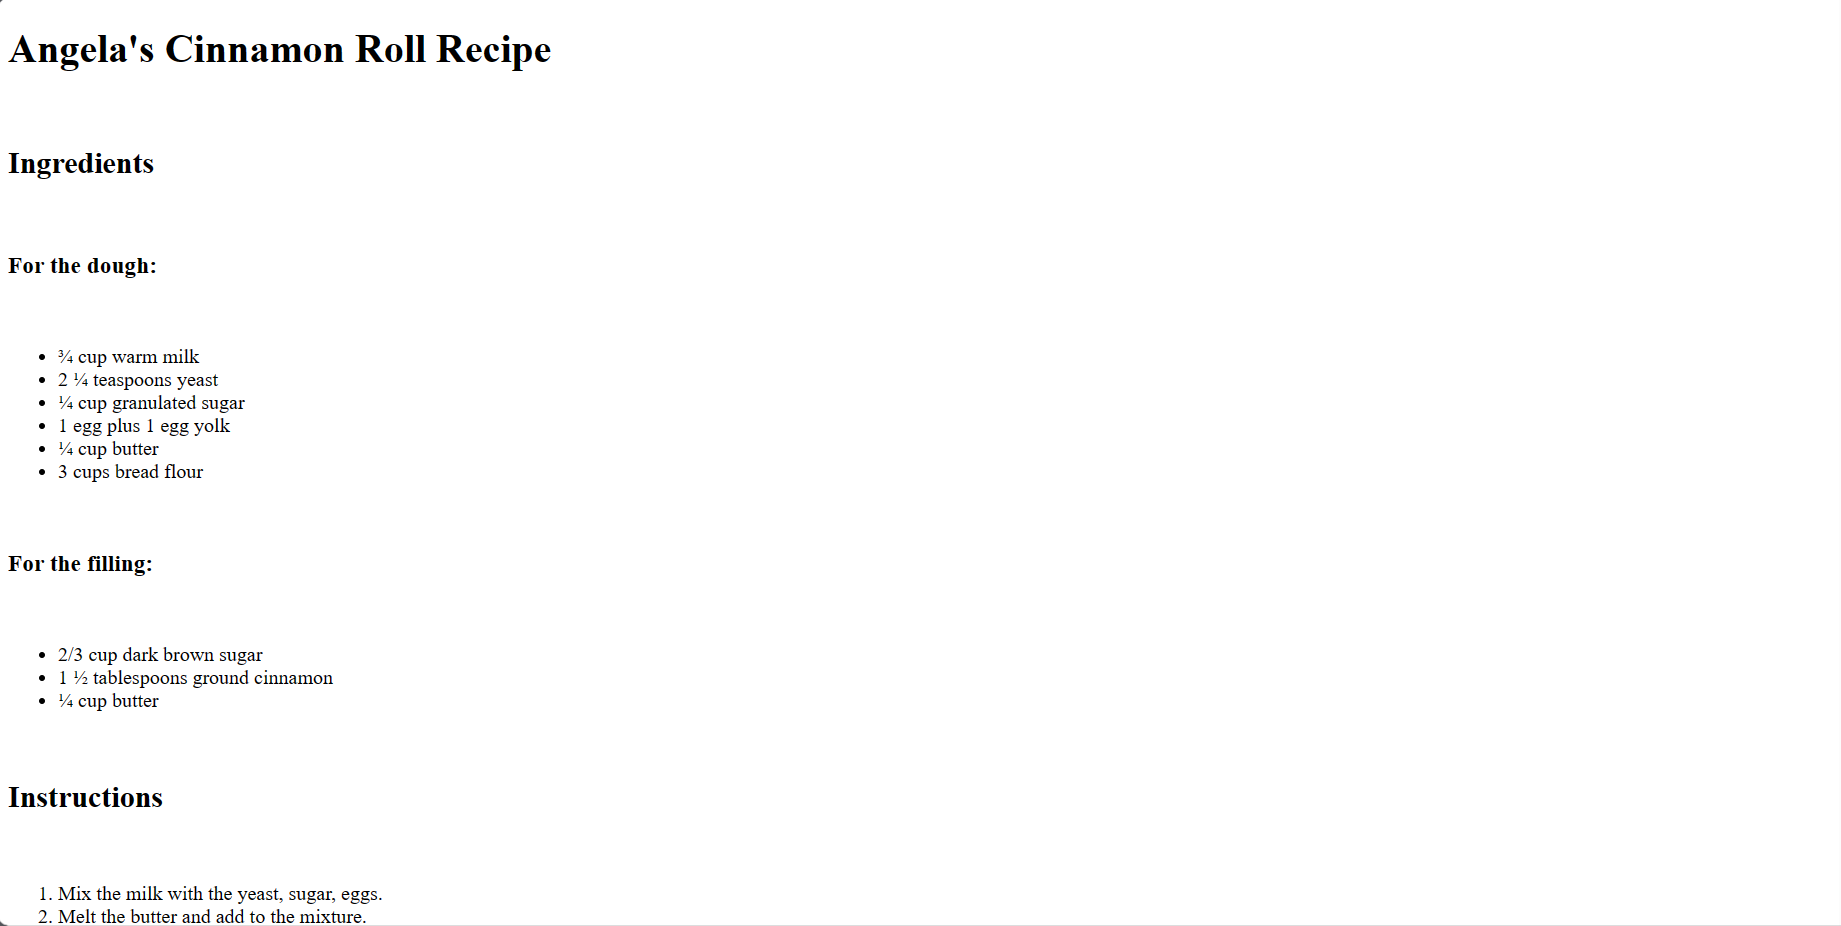 Angela's Cinnamon Roll Recipe
Ingredients
For the dough:
• ¾ cup warm milk
• 2 ¼ teaspoons yeast
• ¼ cup granulated sugar
• 1 egg plus 1 egg yolk
• ¼ cup butter
• 3 cups bread flour
For the filling:
• 2/3 cup dark brown sugar
• 1 ½ tablespoons ground cinnamon
• ¼ cup butter
Instructions
1. Mix the milk with the yeast, sugar, eggs.
2. Melt the butter and add to the mixture.